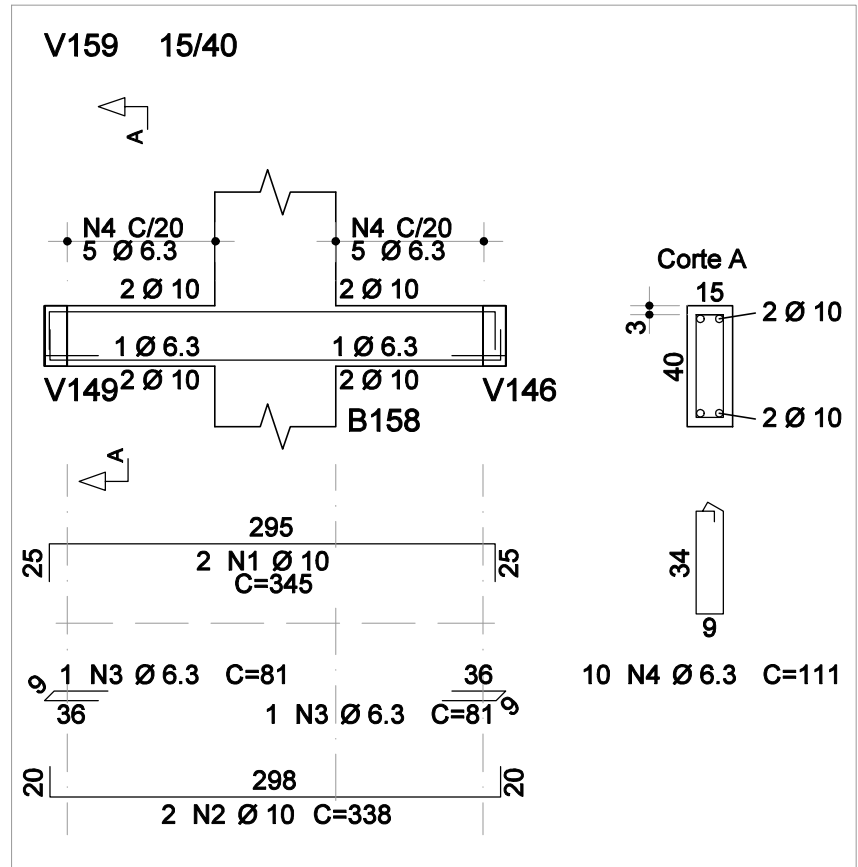 V159 15/40
A
N4 C/20
5 Ø 6.3
N4 C/20
5 Ø 6.3
2 Ø 10
2 Ø 10
1 Ø 6.3
1 Ø 6.3
V149
2 Ø 10
2 Ø 10
V146
B158
A
Corte A
15
3
40
2 Ø 10
2 Ø 10
295
25
2 N1 Ø 10
25
C=345
34
9
1 N3 Ø 6.3 C=81
9
36
36
1 N3 Ø 6.3 C=81
9
10 N4 Ø 6.3 C=111
20
298
20
2 N2 Ø 10 C=338